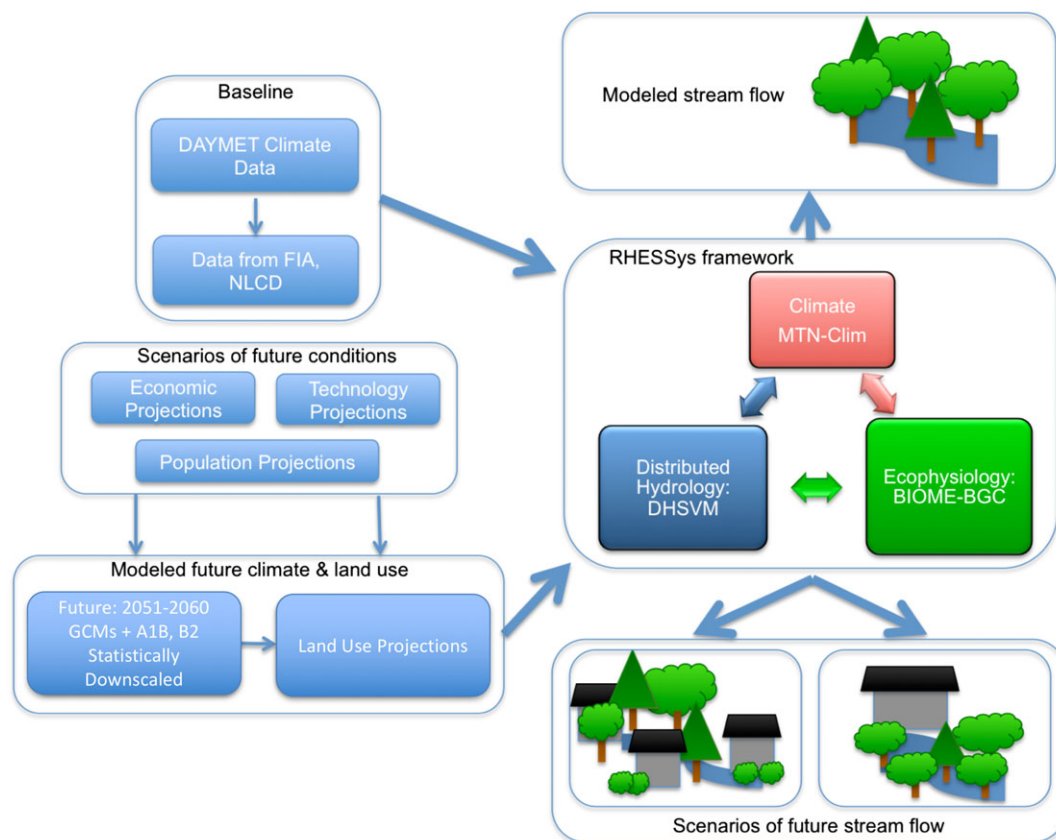 Baseline
DAYMET Climate
Data
Data from FIA,
NLCD
Scenarios of future conditions
Economic
Projections
Technology
Projections
Population Projections
Modeled future climate & land use
Future: 2051-2060
GCMs + A1B, B2
Statistically
Downscaled
Land Use Projections
Modeled stream flow
RHESSys framework
Climate
MTN-Clim
Distributed
Hydrology:
DHSVM
Ecophysiology:
BIOME-BGC
Scenarios of future stream flow